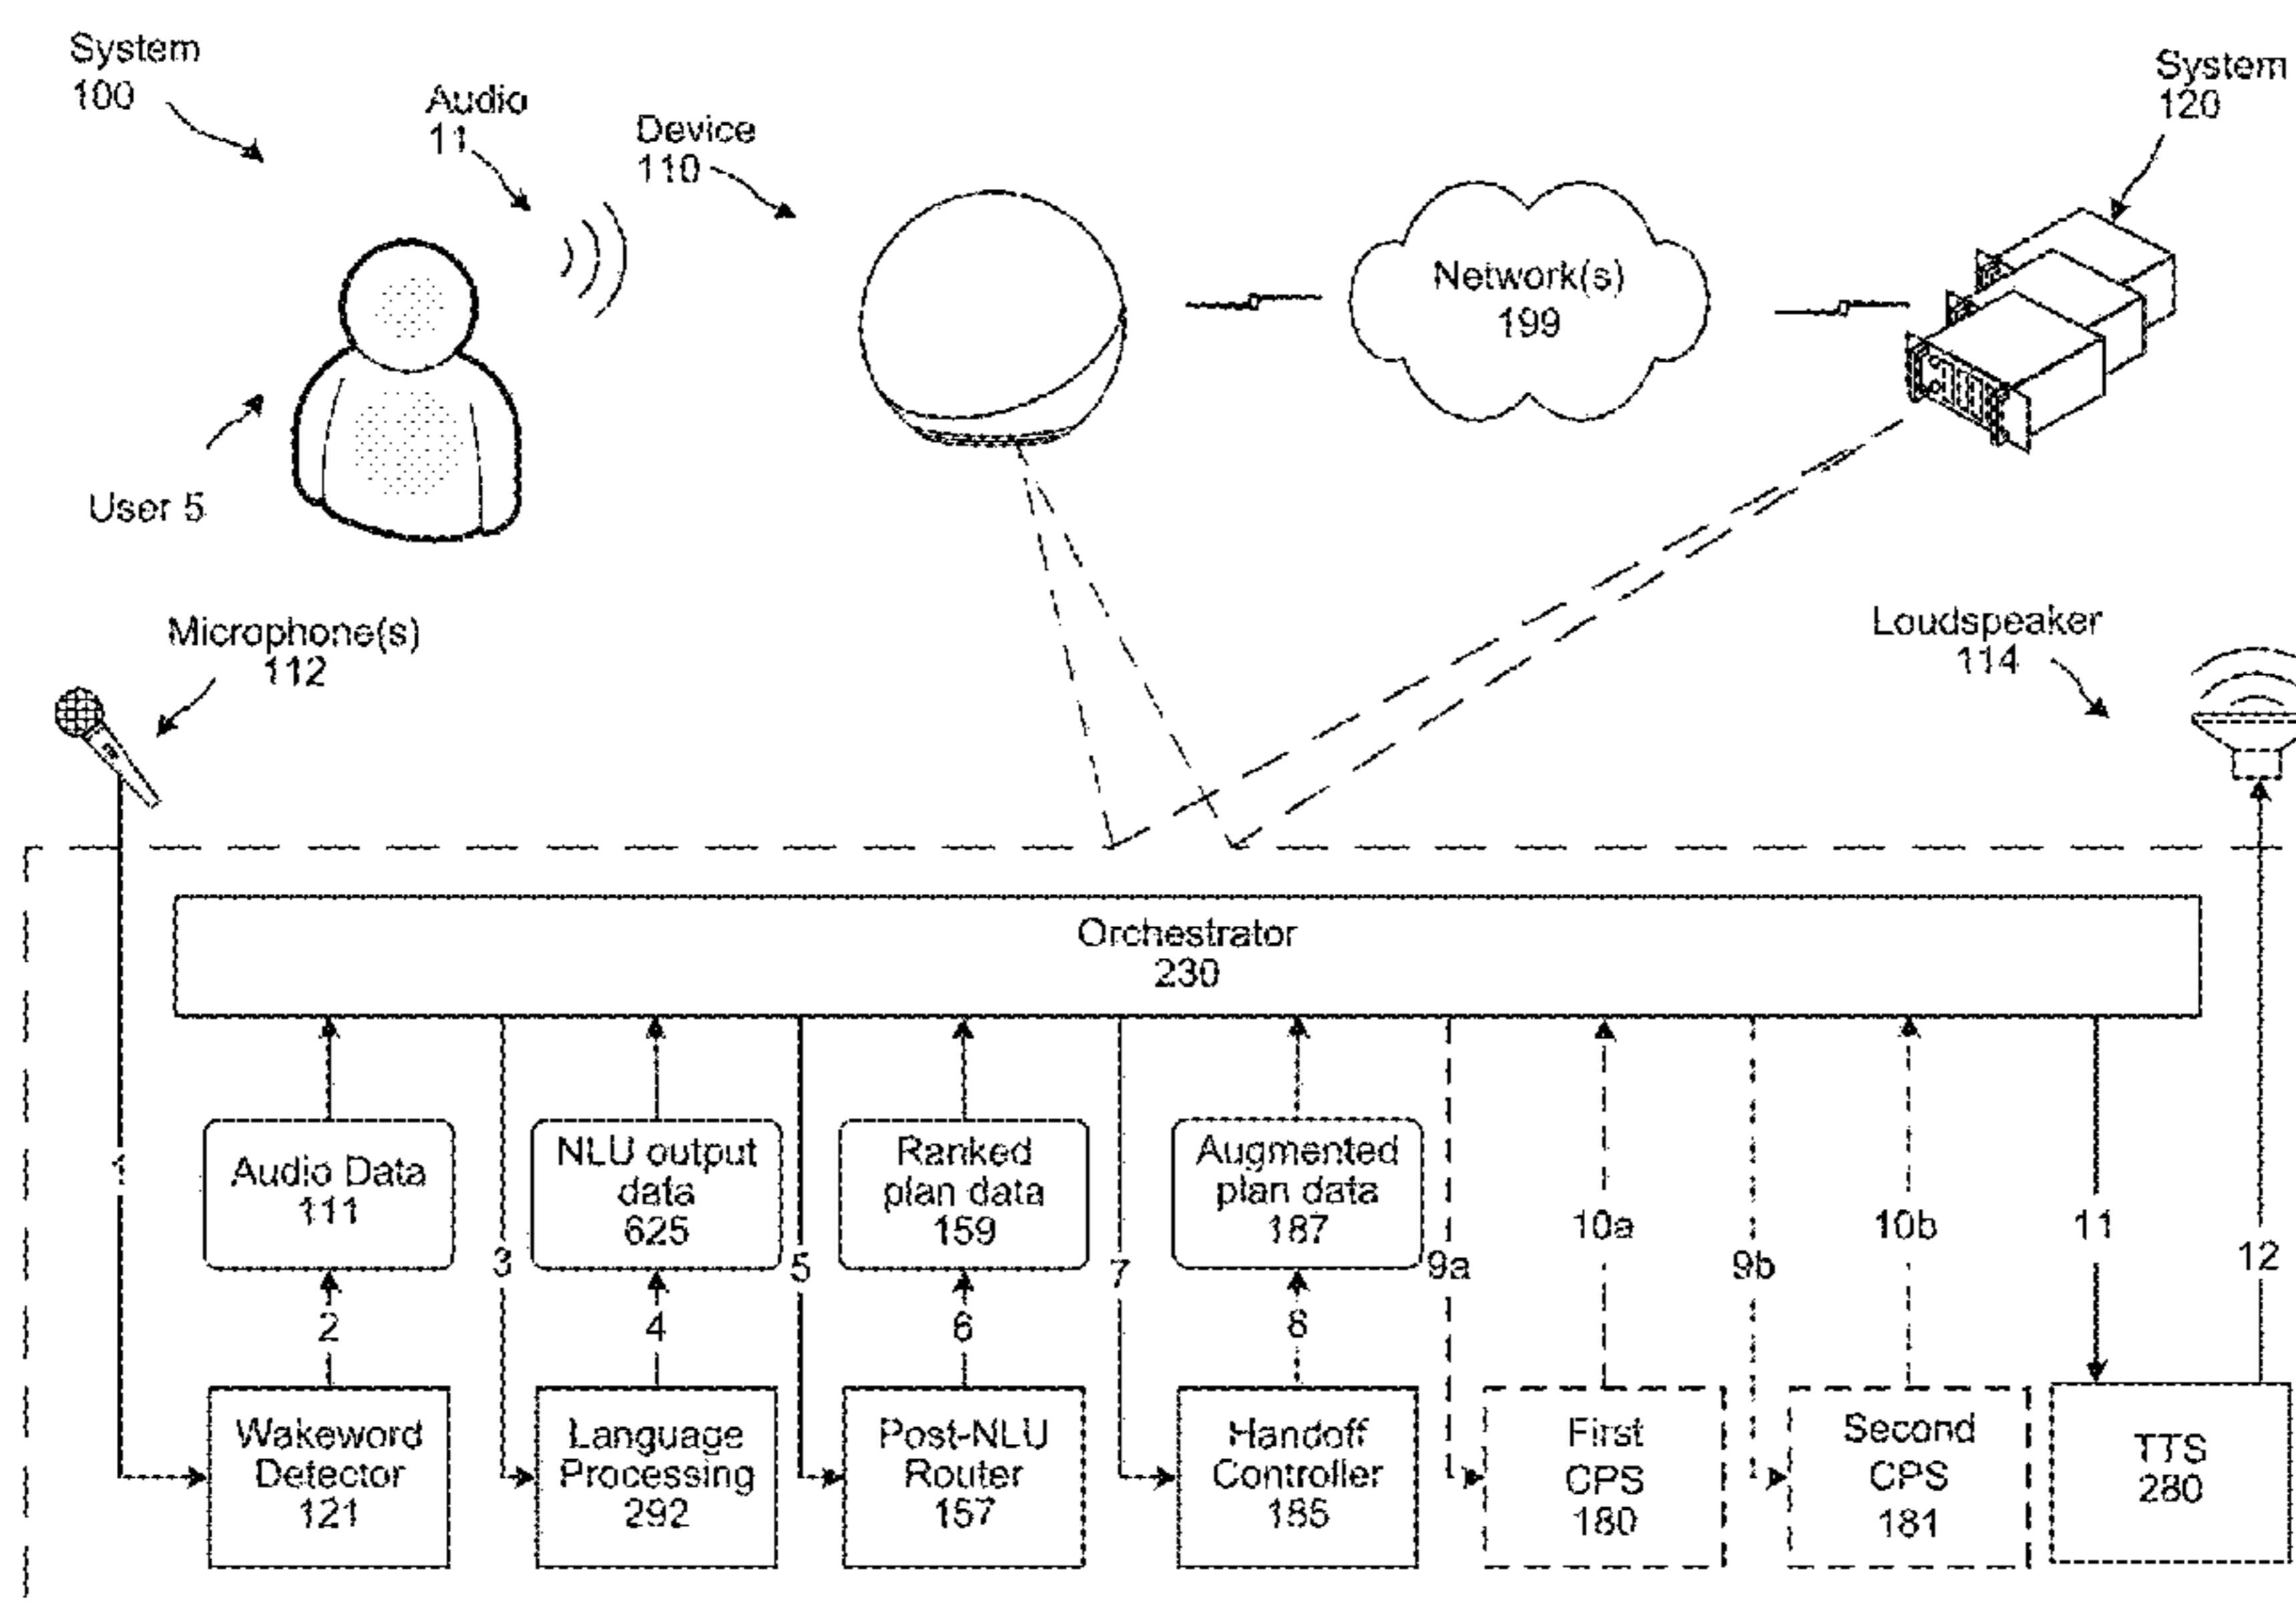 System
100
Audio
11
Device
110
System
120
Network(s)
199
User 5
Microphone(s)
112
Loudspeaker
114
Orchestrator
230
Audio Data
111
NLU output
data
625
Ranked
plan data
159
Augmented
plan data
187
1
2
3
4
5
6
7
8
9a
10a
9b
10b
11
12
Wakeword
Detector
121
Language
Processing
292
Post-NLU
Router
157
Handoff
Controller
185
First
CPS
180
Second
CPS
181
TTS
280